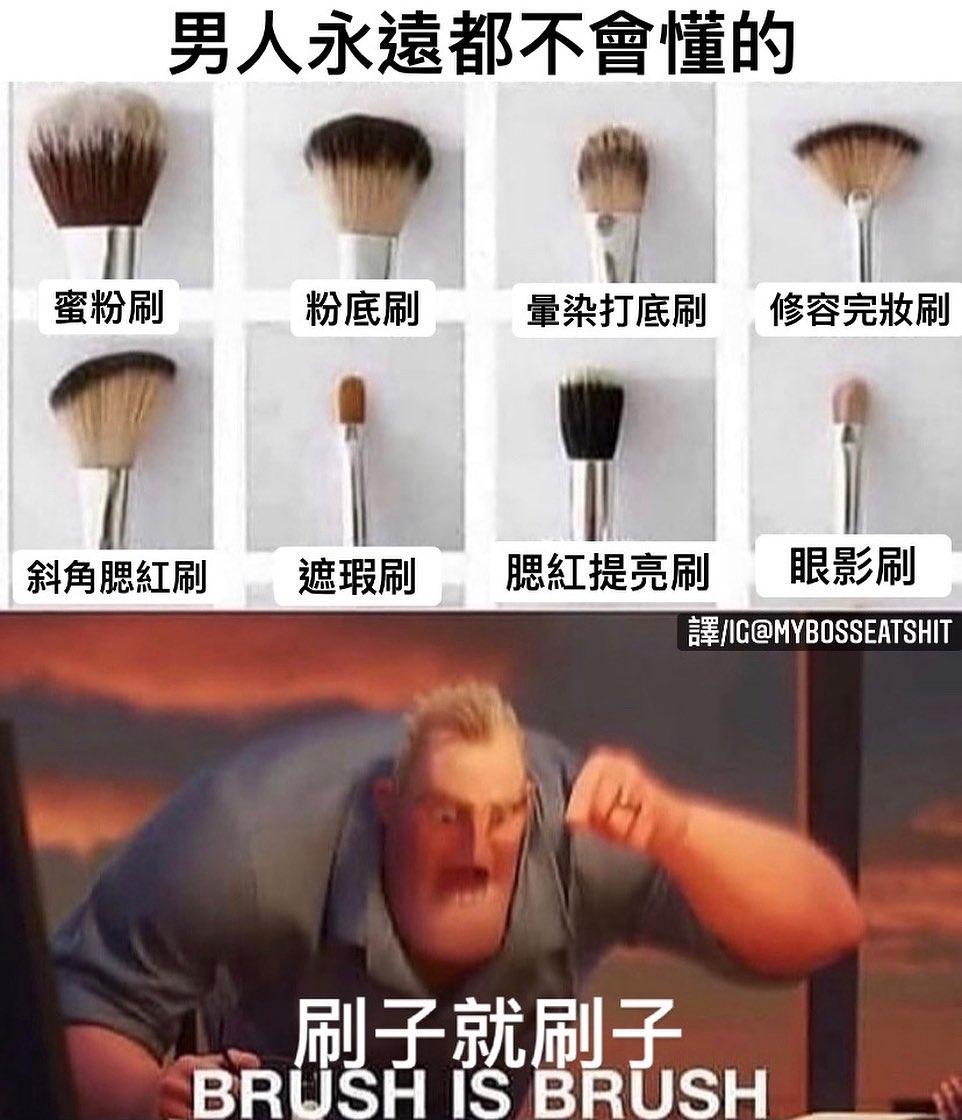 男人永遠都不會懂的
蜜粉刷
粉底刷
暈染打底刷
修容完妝刷
斜角腮紅刷
遮瑕刷
腮紅提亮刷
眼影刷
譯/IG@MYBOSSEATSHIT
刷子就刷子
BRUSH IS BRUSH